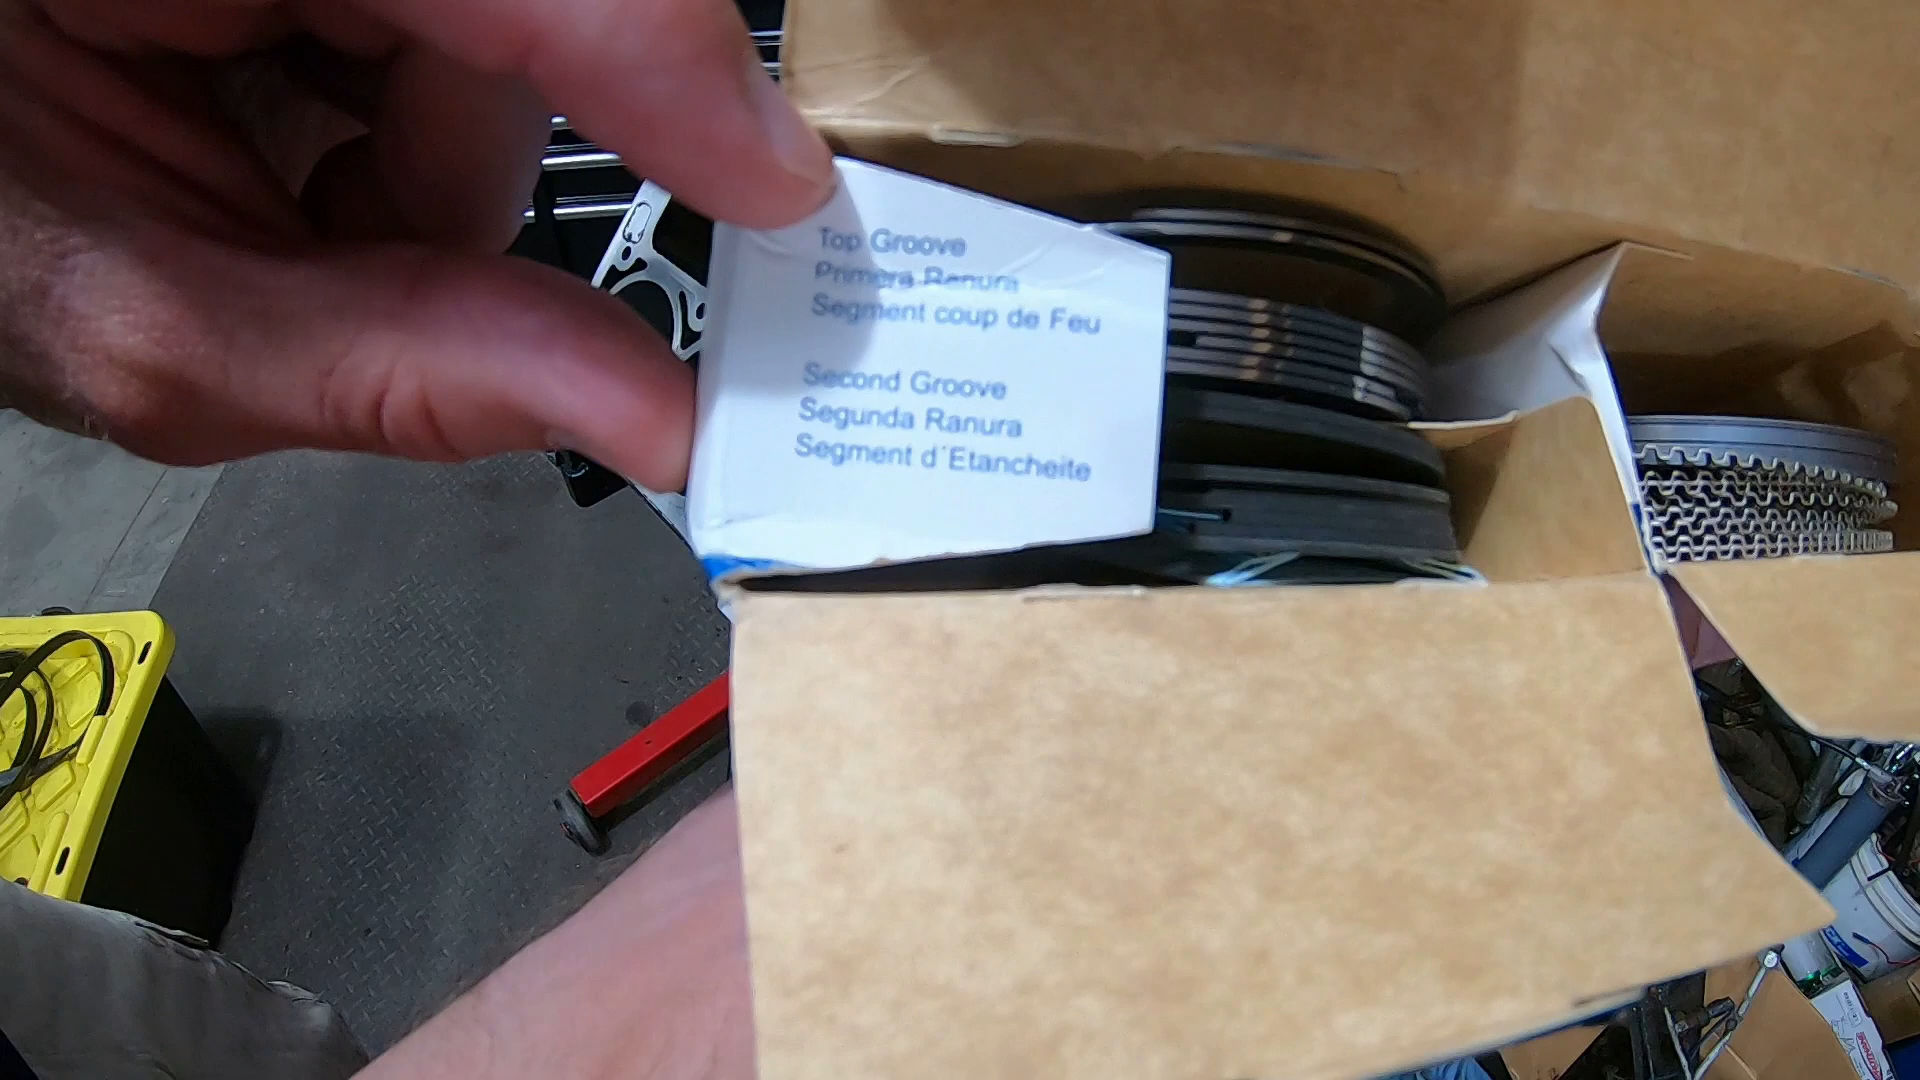 Top Groove
Primera Ranura
Segment coup de Feu
Second Groove
Segunda Ranura
Segment d´Etancheite